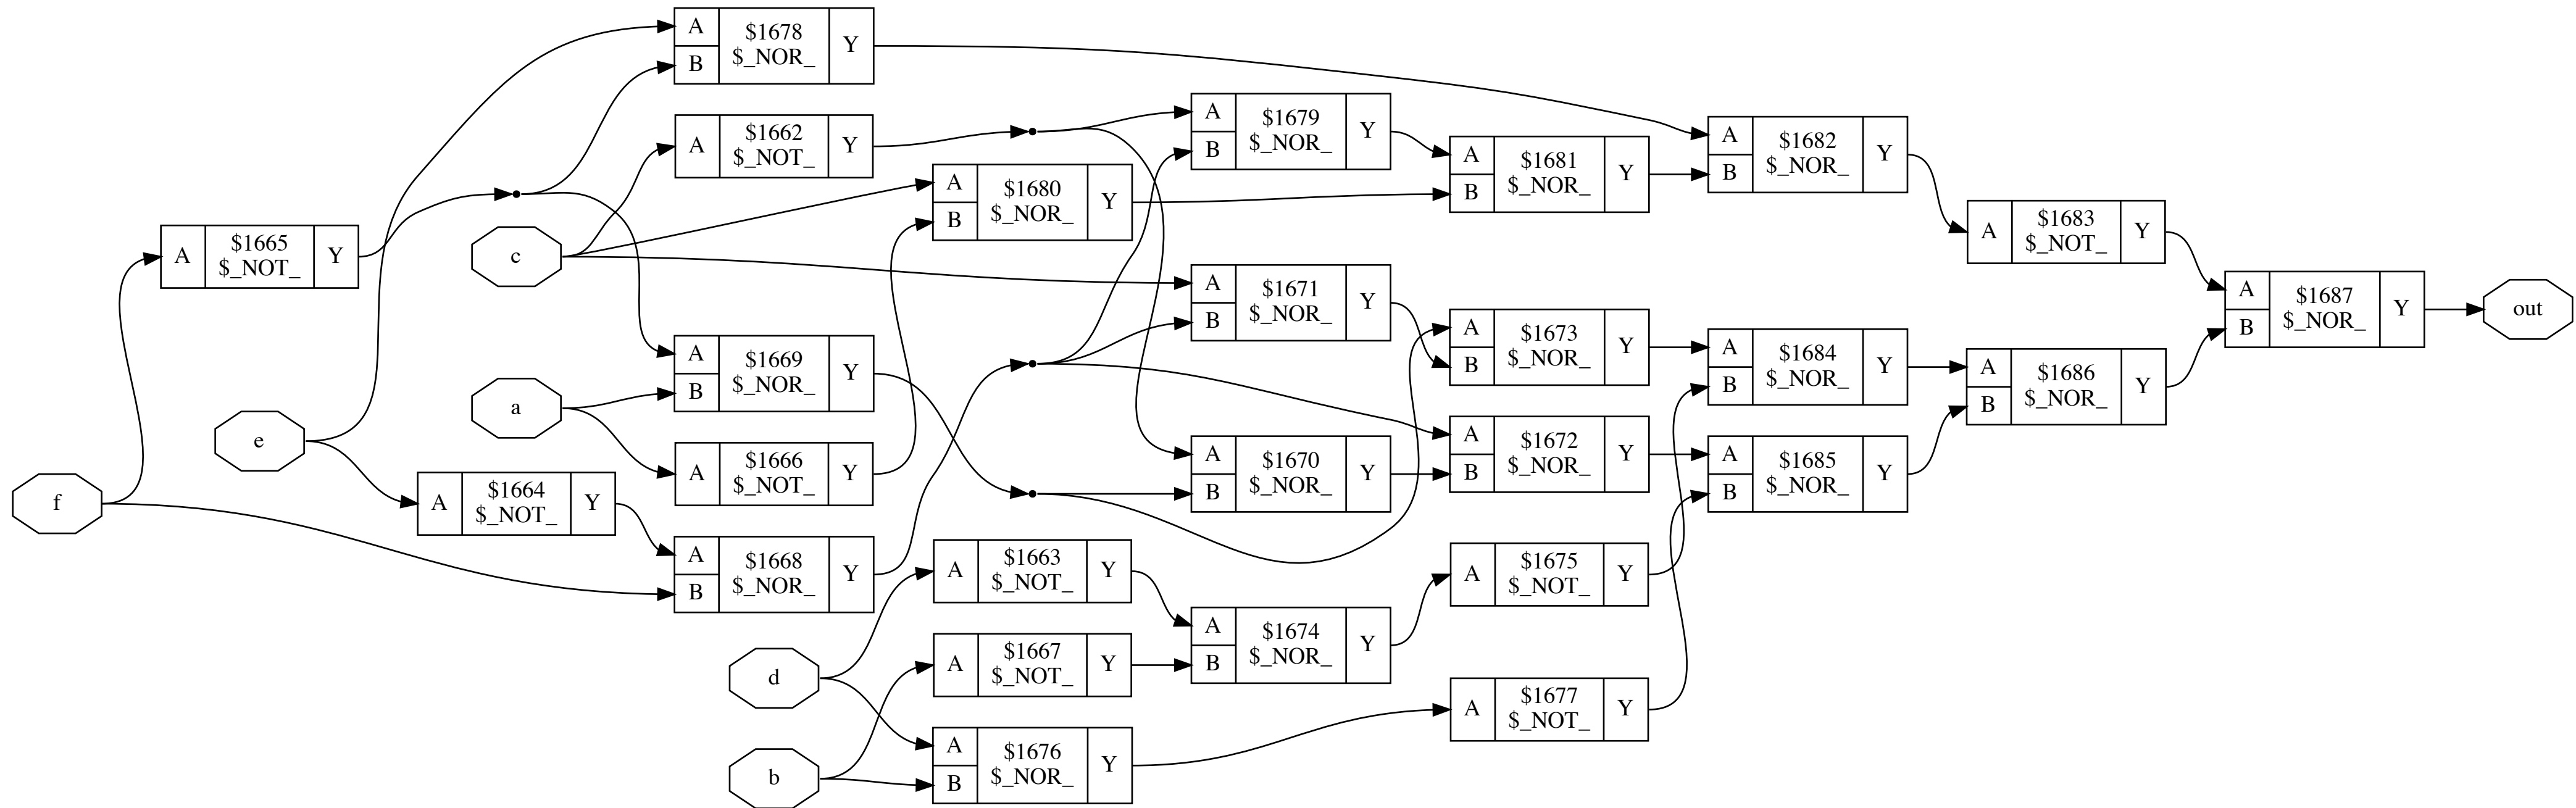 A
B
$1678
$_NOR_
Y
A
$1662
$_NOT_
Y
A
B
$1679
$_NOR_
Y
A
B
$1682
$_NOR_
Y
A
B
$1681
$_NOR_
Y
A
B
$1680
$_NOR_
Y
A
$1665
$_NOT_
Y
c
A
$1683
$_NOT_
Y
A
B
$1671
$_NOR_
Y
A
B
$1687
$_NOR_
Y
out
A
B
$1669
$_NOR_
Y
A
B
$1673
$_NOR_
Y
A
B
$1684
$_NOR_
Y
A
B
$1686
$_NOR_
Y
a
e
A
$1666
$_NOT_
Y
A
B
$1670
$_NOR_
Y
A
B
$1672
$_NOR_
Y
A
B
$1685
$_NOR_
Y
f
A
$1664
$_NOT_
Y
A
B
$1668
$_NOR_
Y
A
$1663
$_NOT_
Y
A
$1675
$_NOT_
Y
A
B
$1674
$_NOR_
Y
d
A
$1667
$_NOT_
Y
A
$1677
$_NOT_
Y
b
A
B
$1676
$_NOR_
Y